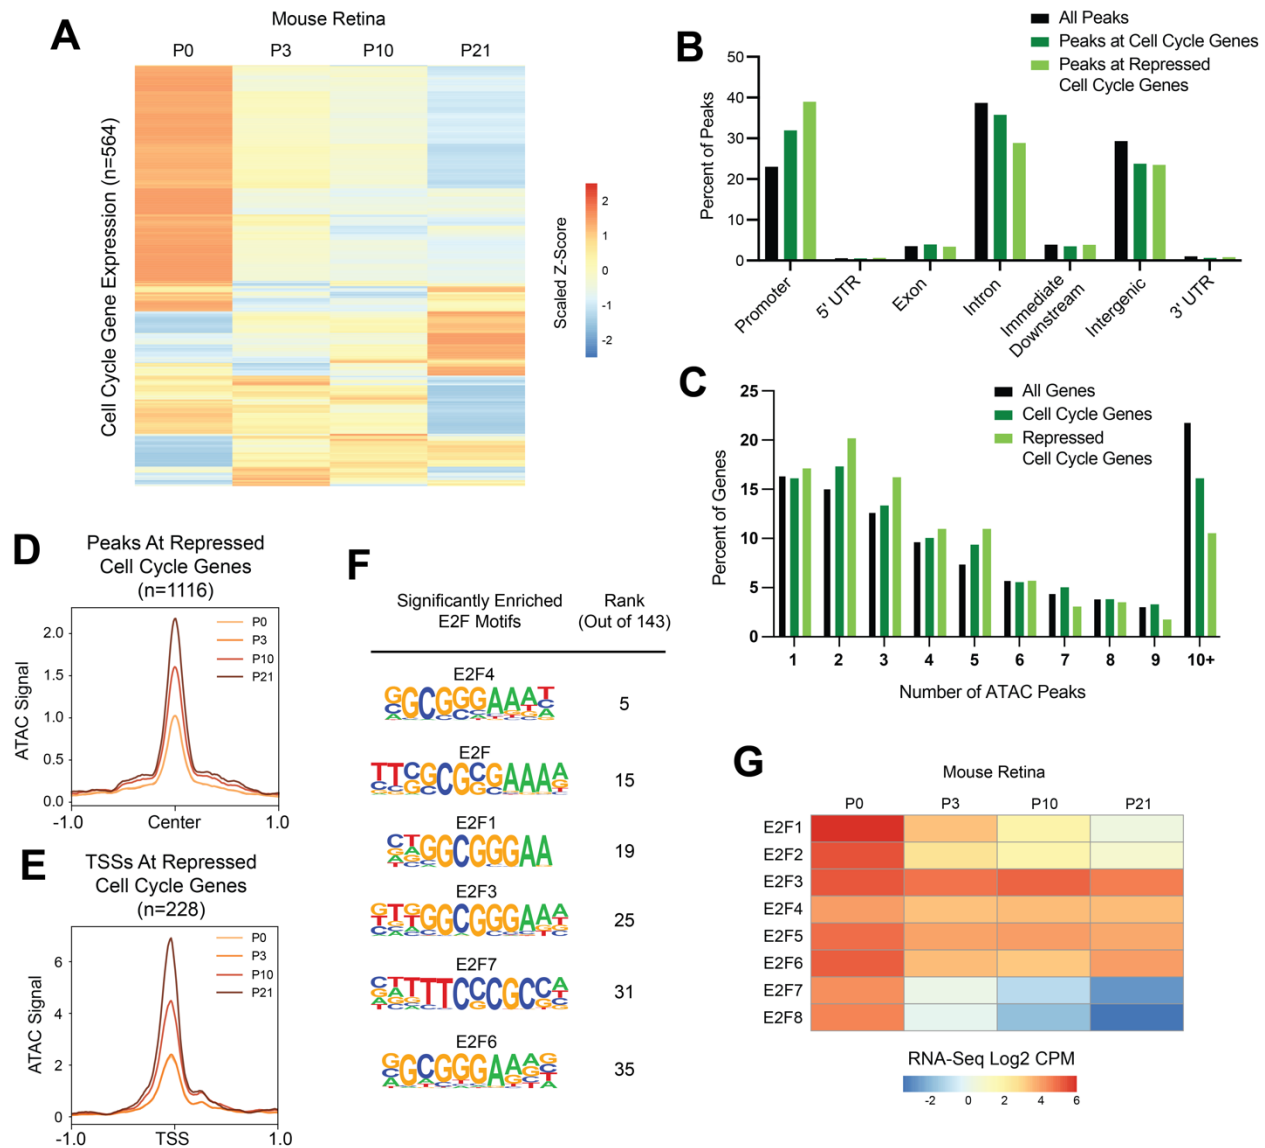 A
Mouse Retina
P0 P3 P10 P21
Cell Cycle Gene Expression (n=564)
Scaled Z-Score
2
1
0
-1
-2
B
All Peaks
Peaks at Cell Cycle Genes
Peaks at Repressed
Cell Cycle Genes
Percent of Peaks
50
40
30
20
10
0
Promoter
5' UTR
Exon
Intron
Immediate
Downstream
Intergenic
3' UTR
C
All Genes
Cell Cycle Genes
Repressed
Cell Cycle Genes
Percent of Genes
25
20
15
10
5
0
1 2 3 4 5 6 7 8 9 10+
Number of ATAC Peaks
D
Peaks At Repressed
Cell Cycle Genes
(n=1116)
P0
P3
P10
P21
ATAC Signal
2.0
1.5
1.0
0.5
0.0
-1.0 Center 1.0
E
TSSs At Repressed
Cell Cycle Genes
(n=228)
P0
P3
P10
P21
ATAC Signal
6
4
2
0
-1.0 TSS 1.0
F
Significantly Enriched
E2F Motifs
Rank
(Out of 143)
E2F4
GGCGGGAAAT
5
E2F
TTCGCGCGAAAA
15
E2F1
CTGGCGGGAA
19
E2F3
GTGGCGGGAAAA
25
E2F7
CTTTTCCCGCCA
31
E2F6
GGCGGGAAAG
35
G
Mouse Retina
P0 P3 P10 P21
E2F1
E2F2
E2F3
E2F4
E2F5
E2F6
E2F7
E2F8
RNA-Seq Log2 CPM
-2 0 2 4 6